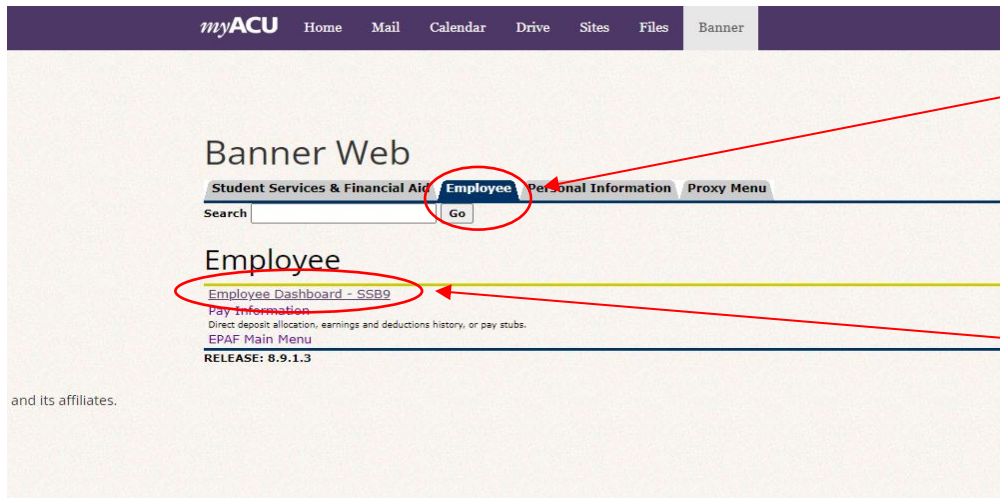 myACU Home Mail Calendar Drive Sites Files Banner
Banner Web
Student Services & Financial Aid Employee Personal Information Proxy Menu
Search Go
Employee
Employee Dashboard - SSB9
Pay Information
Direct deposit allocation, earnings and deductions history, or pay stubs.
EPAF Main Menu
RELEASE: 8.9.1.3
and its affiliates.